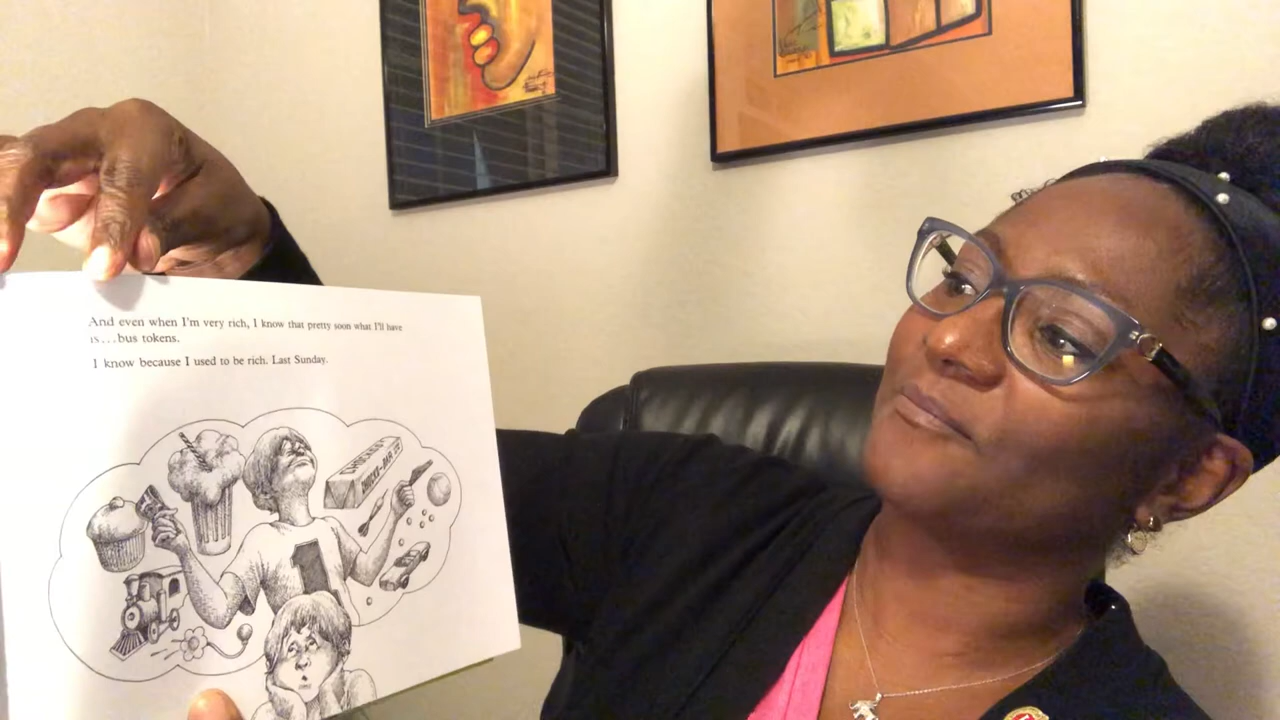 And even when I'm very rich, I know that pretty soon what I'll have
is...bus tokens.
I know because I used to be rich. Last Sunday.
1